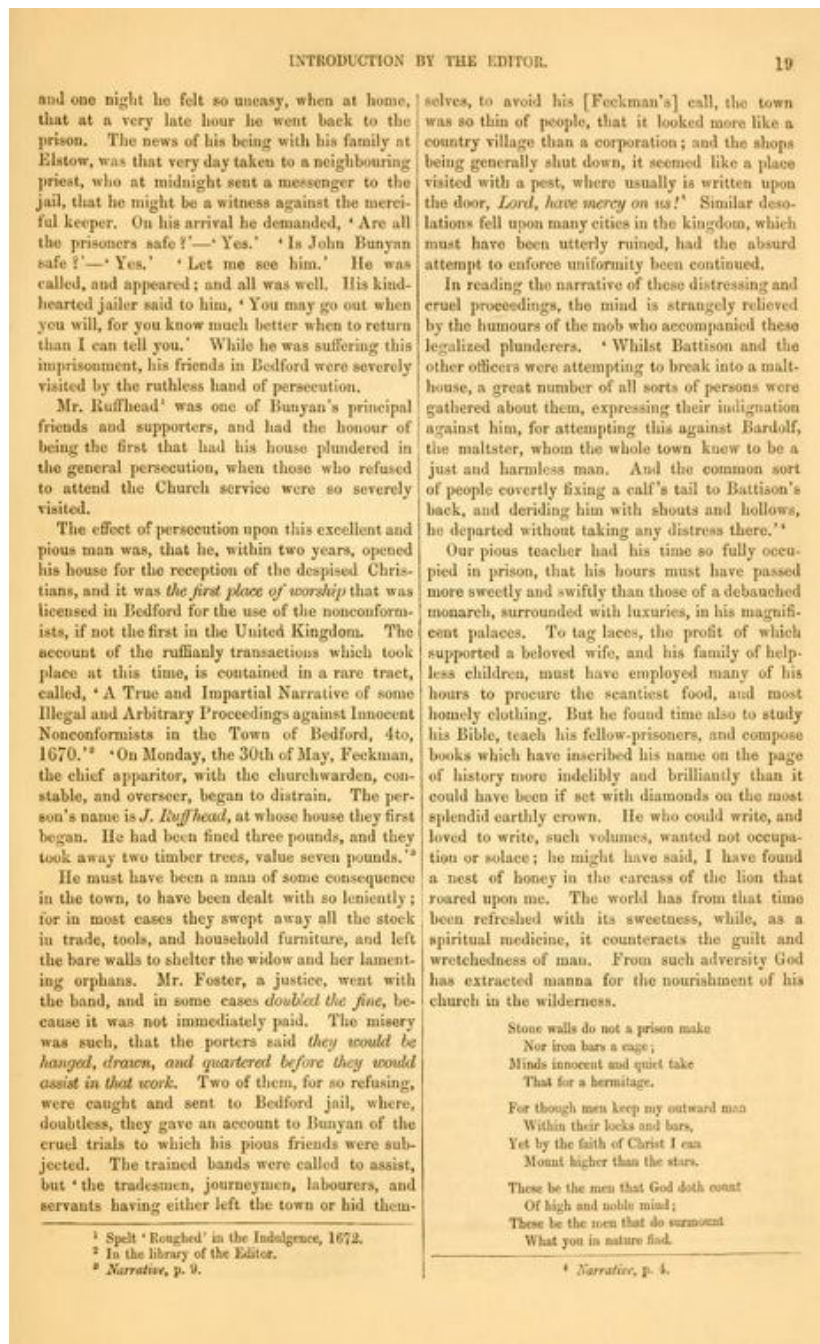 INTRODUCTION BY THE EDITOR. 19
and one night he felt so uneasy, when at home,
that at a very late hour he went back to the
prison. The news of his being with his family at
Elstow, was that very day taken to a neighbouring
priest, who at midnight sent a messenger to the
jail, that he might be a witness against the merci-
ful keeper. On his arrival he demanded, ‘Are all
the prisoners safe?’—‘Yes.’ ‘Is John Bunyan
safe?’—‘Yes.’ ‘Let me see him.’ He was
called, and appeared; and all was well. His kind-
hearted jailer said to him, ‘You may go out when
you will, for you know much better when to return
than I can tell you.’ While he was suffering this
imprisonment, his friends in Bedford were severely
visited by the ruthless hand of persecution.
Mr. Ruffhead¹ was one of Bunyan's principal
friends and supporters, and had the honour of
being the first that had his house plundered in
the general persecution, when those who refused
to attend the Church service were so severely
visited.
The effect of persecution upon this excellent and
pious man was, that he, within two years, opened
his house for the reception of the despised Chris-
tians, and it was the first place of worship that was
licensed in Bedford for the use of the nonconform-
ists, if not the first in the United Kingdom. The
account of the ruffianly transactions which took
place at this time, is contained in a rare tract,
called, ‘A True and Impartial Narrative of some
Illegal and Arbitrary Proceedings against Innocent
Nonconformists in the Town of Bedford, 4to,
1670.’² ‘On Monday, the 30th of May, Feckman,
the chief apparitor, with the churchwarden, con-
stable, and overseer, began to distrain. The per-
son's name is J. Ruffhead, at whose house they first
began. He had been fined three pounds, and they
took away two timber trees, value seven pounds.’³
He must have been a man of some consequence
in the town, to have been dealt with so leniently;
for in most cases they swept away all the stock
in trade, tools, and household furniture, and left
the bare walls to shelter the widow and her lament-
ing orphans. Mr. Foster, a justice, went with
the band, and in some cases doubled the fine, be-
cause it was not immediately paid. The misery
was such, that the porters said they would be
hanged, drawn, and quartered before they would
assist in that work. Two of them, for so refusing,
were caught and sent to Bedford jail, where,
doubtless, they gave an account to Bunyan of the
cruel trials to which his pious friends were sub-
jected. The trained bands were called to assist,
but ‘the tradesmen, journeymen, labourers, and
servants having either left the town or hid them-
¹ Spelt ‘Roughed’ in the Indulgence, 1672.
² In the library of the Editor.
³ Narrative, p. 9.
selves, to avoid his [Feckman's] call, the town
was so thin of people, that it looked more like a
country village than a corporation; and the shops
being generally shut down, it seemed like a place
visited with a pest, where usually is written upon
the door, Lord, have mercy on us!’ Similar deso-
lations fell upon many cities in the kingdom, which
must have been utterly ruined, had the absurd
attempt to enforce uniformity been continued.
In reading the narrative of these distressing and
cruel proceedings, the mind is strangely relieved
by the humours of the mob who accompanied these
legalized plunderers. ‘Whilst Battison and the
other officers were attempting to break into a malt-
house, a great number of all sorts of persons were
gathered about them, expressing their indignation
against him, for attempting this against Bardolf,
the maltster, whom the whole town knew to be a
just and harmless man. And the common sort
of people covertly fixing a calf's tail to Battison's
back, and deriding him with shouts and hollows,
he departed without taking any distress there.’⁴
Our pious teacher had his time so fully occu-
pied in prison, that his hours must have passed
more sweetly and swiftly than those of a debauched
monarch, surrounded with luxuries, in his magnifi-
cent palaces. To tag laces, the profit of which
supported a beloved wife, and his family of help-
less children, must have employed many of his
hours to procure the scantiest food, and most
homely clothing. But he found time also to study
his Bible, teach his fellow-prisoners, and compose
books which have inscribed his name on the page
of history more indelibly and brilliantly than it
could have been if set with diamonds on the most
splendid earthly crown. He who could write, and
loved to write, such volumes, wanted not occupa-
tion or solace; he might have said, I have found
a nest of honey in the carcass of the lion that
roared upon me. The world has from that time
been refreshed with its sweetness, while, as a
spiritual medicine, it counteracts the guilt and
wretchedness of man. From such adversity God
has extracted manna for the nourishment of his
church in the wilderness.
Stone walls do not a prison make
Nor iron bars a cage;
Minds innocent and quiet take
That for a hermitage.
For though men keep my outward man
Within their locks and bars,
Yet by the faith of Christ I can
Mount higher than the stars.
These be the men that God doth count
Of high and noble mind;
These be the men that do surmount
What you in nature find.
⁴ Narrative, p. 4.